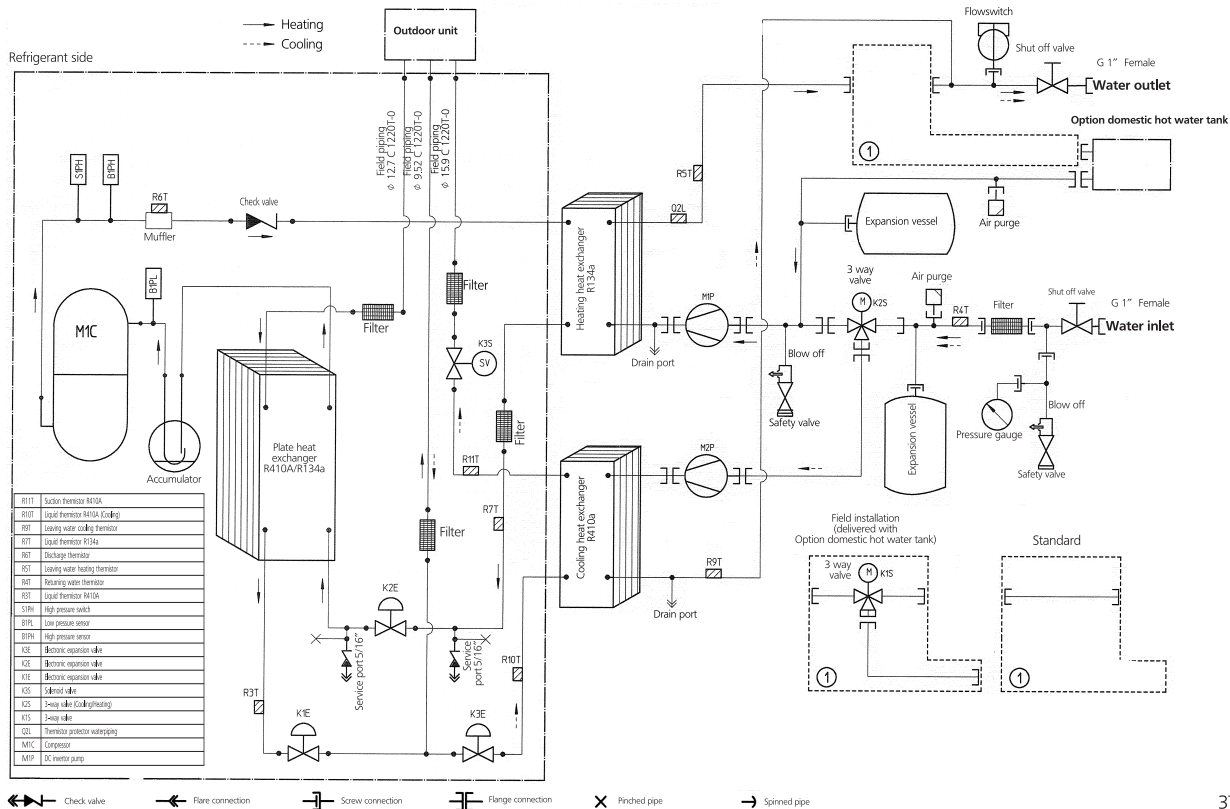 Heating
Cooling
Outdoor unit
Refrigerant side
Flowswitch
Shut off valve
G 1" Female
Water outlet
Option domestic hot water tank
Field piping
ϕ 12.7 C 1220T-0
Field piping
ϕ 9.52 C 1220T-0
Field piping
ϕ 15.9 C 1220T-0
S1PH
B1PH
R6T
Muffler
Check valve
R5T
Q2L
1
Air purge
Expansion vessel
Heating heat exchanger
R134a
B1PL
M1C
Filter
Filter
K3S
SV
M1P
3 way
valve
M
K2S
Air purge
R4T
Filter
Shut off valve
G 1" Female
Water inlet
Drain port
Blow off
Safety valve
Expansion vessel
Pressure gauge
Blow off
Safety valve
Plate heat
exchanger
R410A/R134a
Accumulator
Filter
Filter
R11T
R7T
M2P
Cooling heat exchanger
R410a
R9T
Drain port
K2E
Service port 5/16"
Service
port 5/16"
R10T
R3T
K1E
K3E
Field installation
(delivered with
Option domestic hot water tank)
3 way
valve
M
K1S
1
Standard
1
R11T Suction thermistor R410A
R10T Liquid thermistor R410A (Cooling)
R9T Leaving water cooling thermistor
R7T Liquid thermistor R134a
R6T Discharge thermistor
R5T Leaving water heating thermistor
R4T Returning water thermistor
R3T Liquid thermistor R410A
S1PH High pressure switch
B1PL Low pressure sensor
B1PH High pressure sensor
K3E Electronic expansion valve
K2E Electronic expansion valve
K1E Electronic expansion valve
K3S Solenoid valve
K2S 3-way valve (Cooling/Heating)
K1S 3-way valve
Q2L Thermistor protector waterpiping
M1C Compressor
M1P DC invertor pump
Check valve
Flare connection
Screw connection
Flange connection
Pinched pipe
Spinned pipe
3